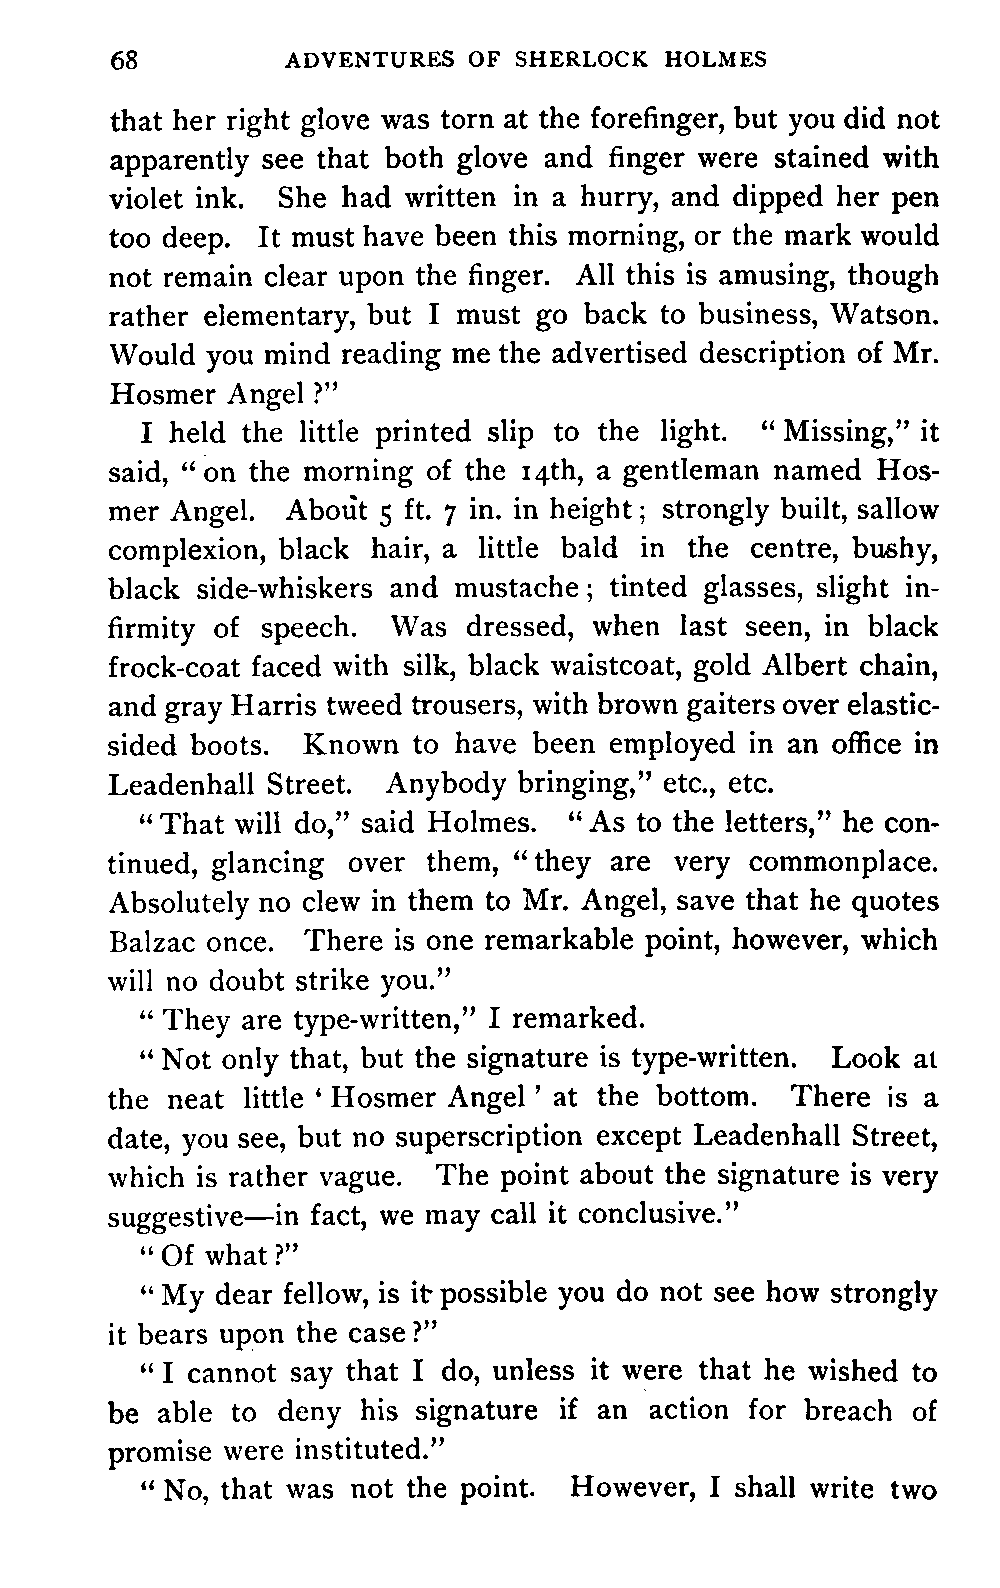 68 ADVENTURES OF SHERLOCK HOLMES
that her right glove was torn at the forefinger, but you did not
apparently see that both glove and finger were stained with
violet ink. She had written in a hurry, and dipped her pen
too deep. It must have been this morning, or the mark would
not remain clear upon the finger. All this is amusing, though
rather elementary, but I must go back to business, Watson.
Would you mind reading me the advertised description of Mr.
Hosmer Angel ?”
I held the little printed slip to the light. “ Missing,” it
said, “ on the morning of the 14th, a gentleman named Hos-
mer Angel. About 5 ft. 7 in. in height ; strongly built, sallow
complexion, black hair, a little bald in the centre, bushy,
black side-whiskers and mustache ; tinted glasses, slight in-
firmity of speech. Was dressed, when last seen, in black
frock-coat faced with silk, black waistcoat, gold Albert chain,
and gray Harris tweed trousers, with brown gaiters over elastic-
sided boots. Known to have been employed in an office in
Leadenhall Street. Anybody bringing,” etc., etc.
“ That will do,” said Holmes. “ As to the letters,” he con-
tinued, glancing over them, “ they are very commonplace.
Absolutely no clew in them to Mr. Angel, save that he quotes
Balzac once. There is one remarkable point, however, which
will no doubt strike you.”
“ They are type-written,” I remarked.
“ Not only that, but the signature is type-written. Look at
the neat little ‘ Hosmer Angel ’ at the bottom. There is a
date, you see, but no superscription except Leadenhall Street,
which is rather vague. The point about the signature is very
suggestive—in fact, we may call it conclusive.”
“ Of what ?”
“ My dear fellow, is it possible you do not see how strongly
it bears upon the case ?”
“ I cannot say that I do, unless it were that he wished to
be able to deny his signature if an action for breach of
promise were instituted.”
“ No, that was not the point. However, I shall write two